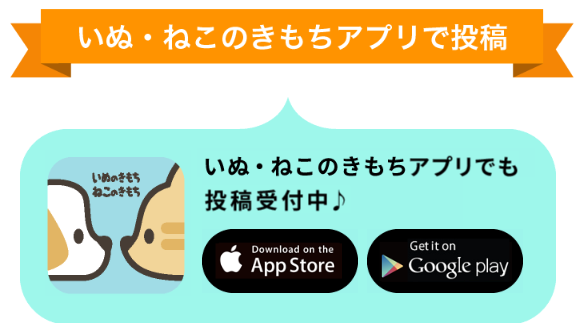 いぬ・ねこのきもちアプリで投稿
いぬ・ねこのきもちアプリでも
投稿受付中♪
いぬのきもち
ねこのきもち
Download on the
App Store
Get it on
Google play